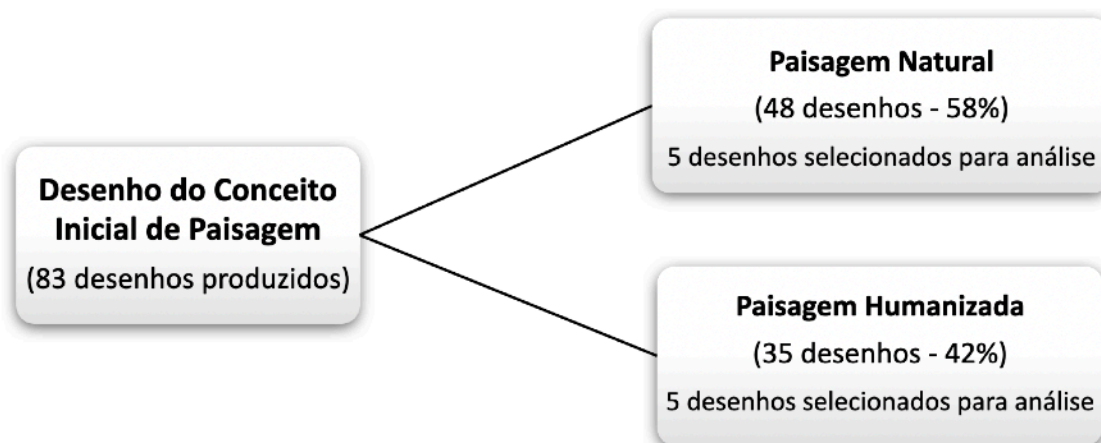 Desenho do Conceito
Inicial de Paisagem
(83 desenhos produzidos)
Paisagem Natural
(48 desenhos - 58%)
5 desenhos selecionados para análise
Paisagem Humanizada
(35 desenhos - 42%)
5 desenhos selecionados para análise